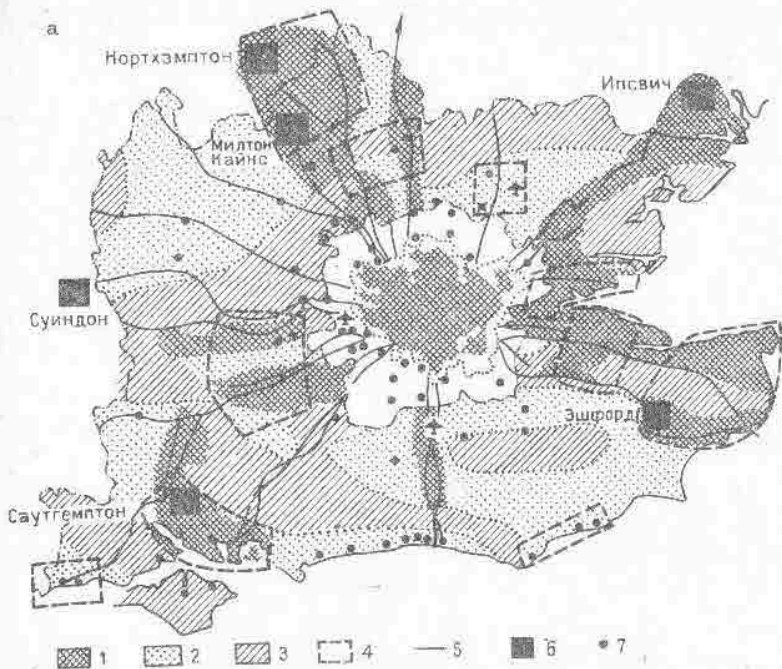 а
Нортхэмптон
Ипсвич
Милтон
Кайнс
Суиндон
Эшфорд
Саутгемптон
1 2 3 4 5 6 7